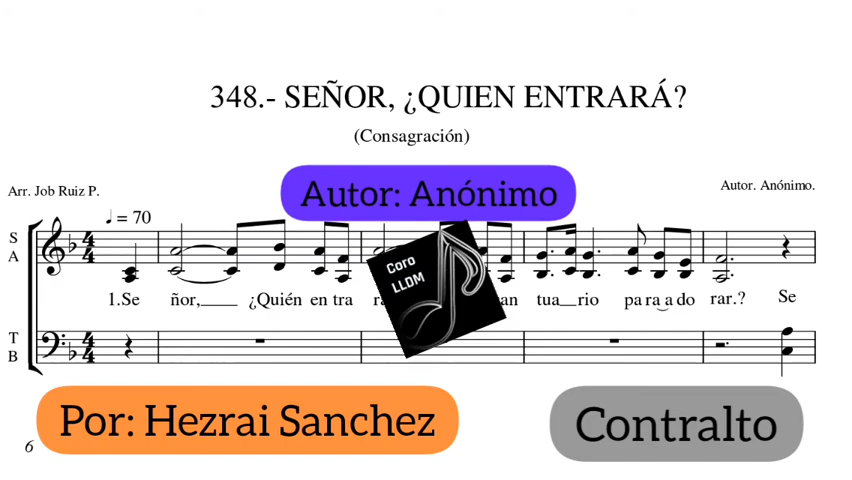 348.- SEÑOR, ¿QUIEN ENTRARÁ?
(Consagración)
Arr. Job Ruiz P.
Autor: Anónimo
Autor. Anónimo.
♩ = 70
S
A
Coro
LLDM
1.Se ñor, ¿Quién en tra tua rio pa ra a do rar.? Se
T
B
Por: Hezrai Sanchez
Contralto
6